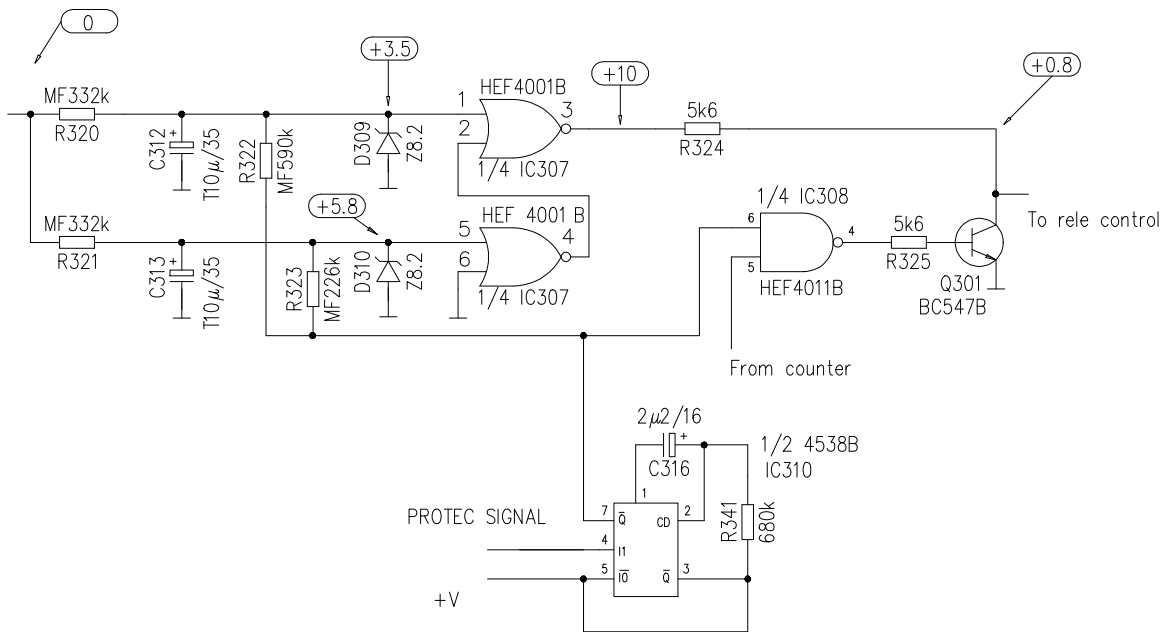 0
+3.5
+10
+0.8
MF332k
R320
C312
+
T10µ/35
R322
MF590k
D309
Z8.2
1
2
HEF4001B
3
1/4 IC307
5k6
R324
MF332k
R321
C313
+
T10µ/35
R323
MF226k
+5.8
D310
Z8.2
5
6
HEF 4001 B
4
1/4 IC307
1/4 IC308
6
5
4
HEF4011B
5k6
R325
To rele control
Q301
BC547B
From counter
2µ2/16
+
C316
1/2 4538B
IC310
1
R341
680k
PROTEC SIGNAL
7
Q
CD
2
4
I1
5
I0
Q
3
+V